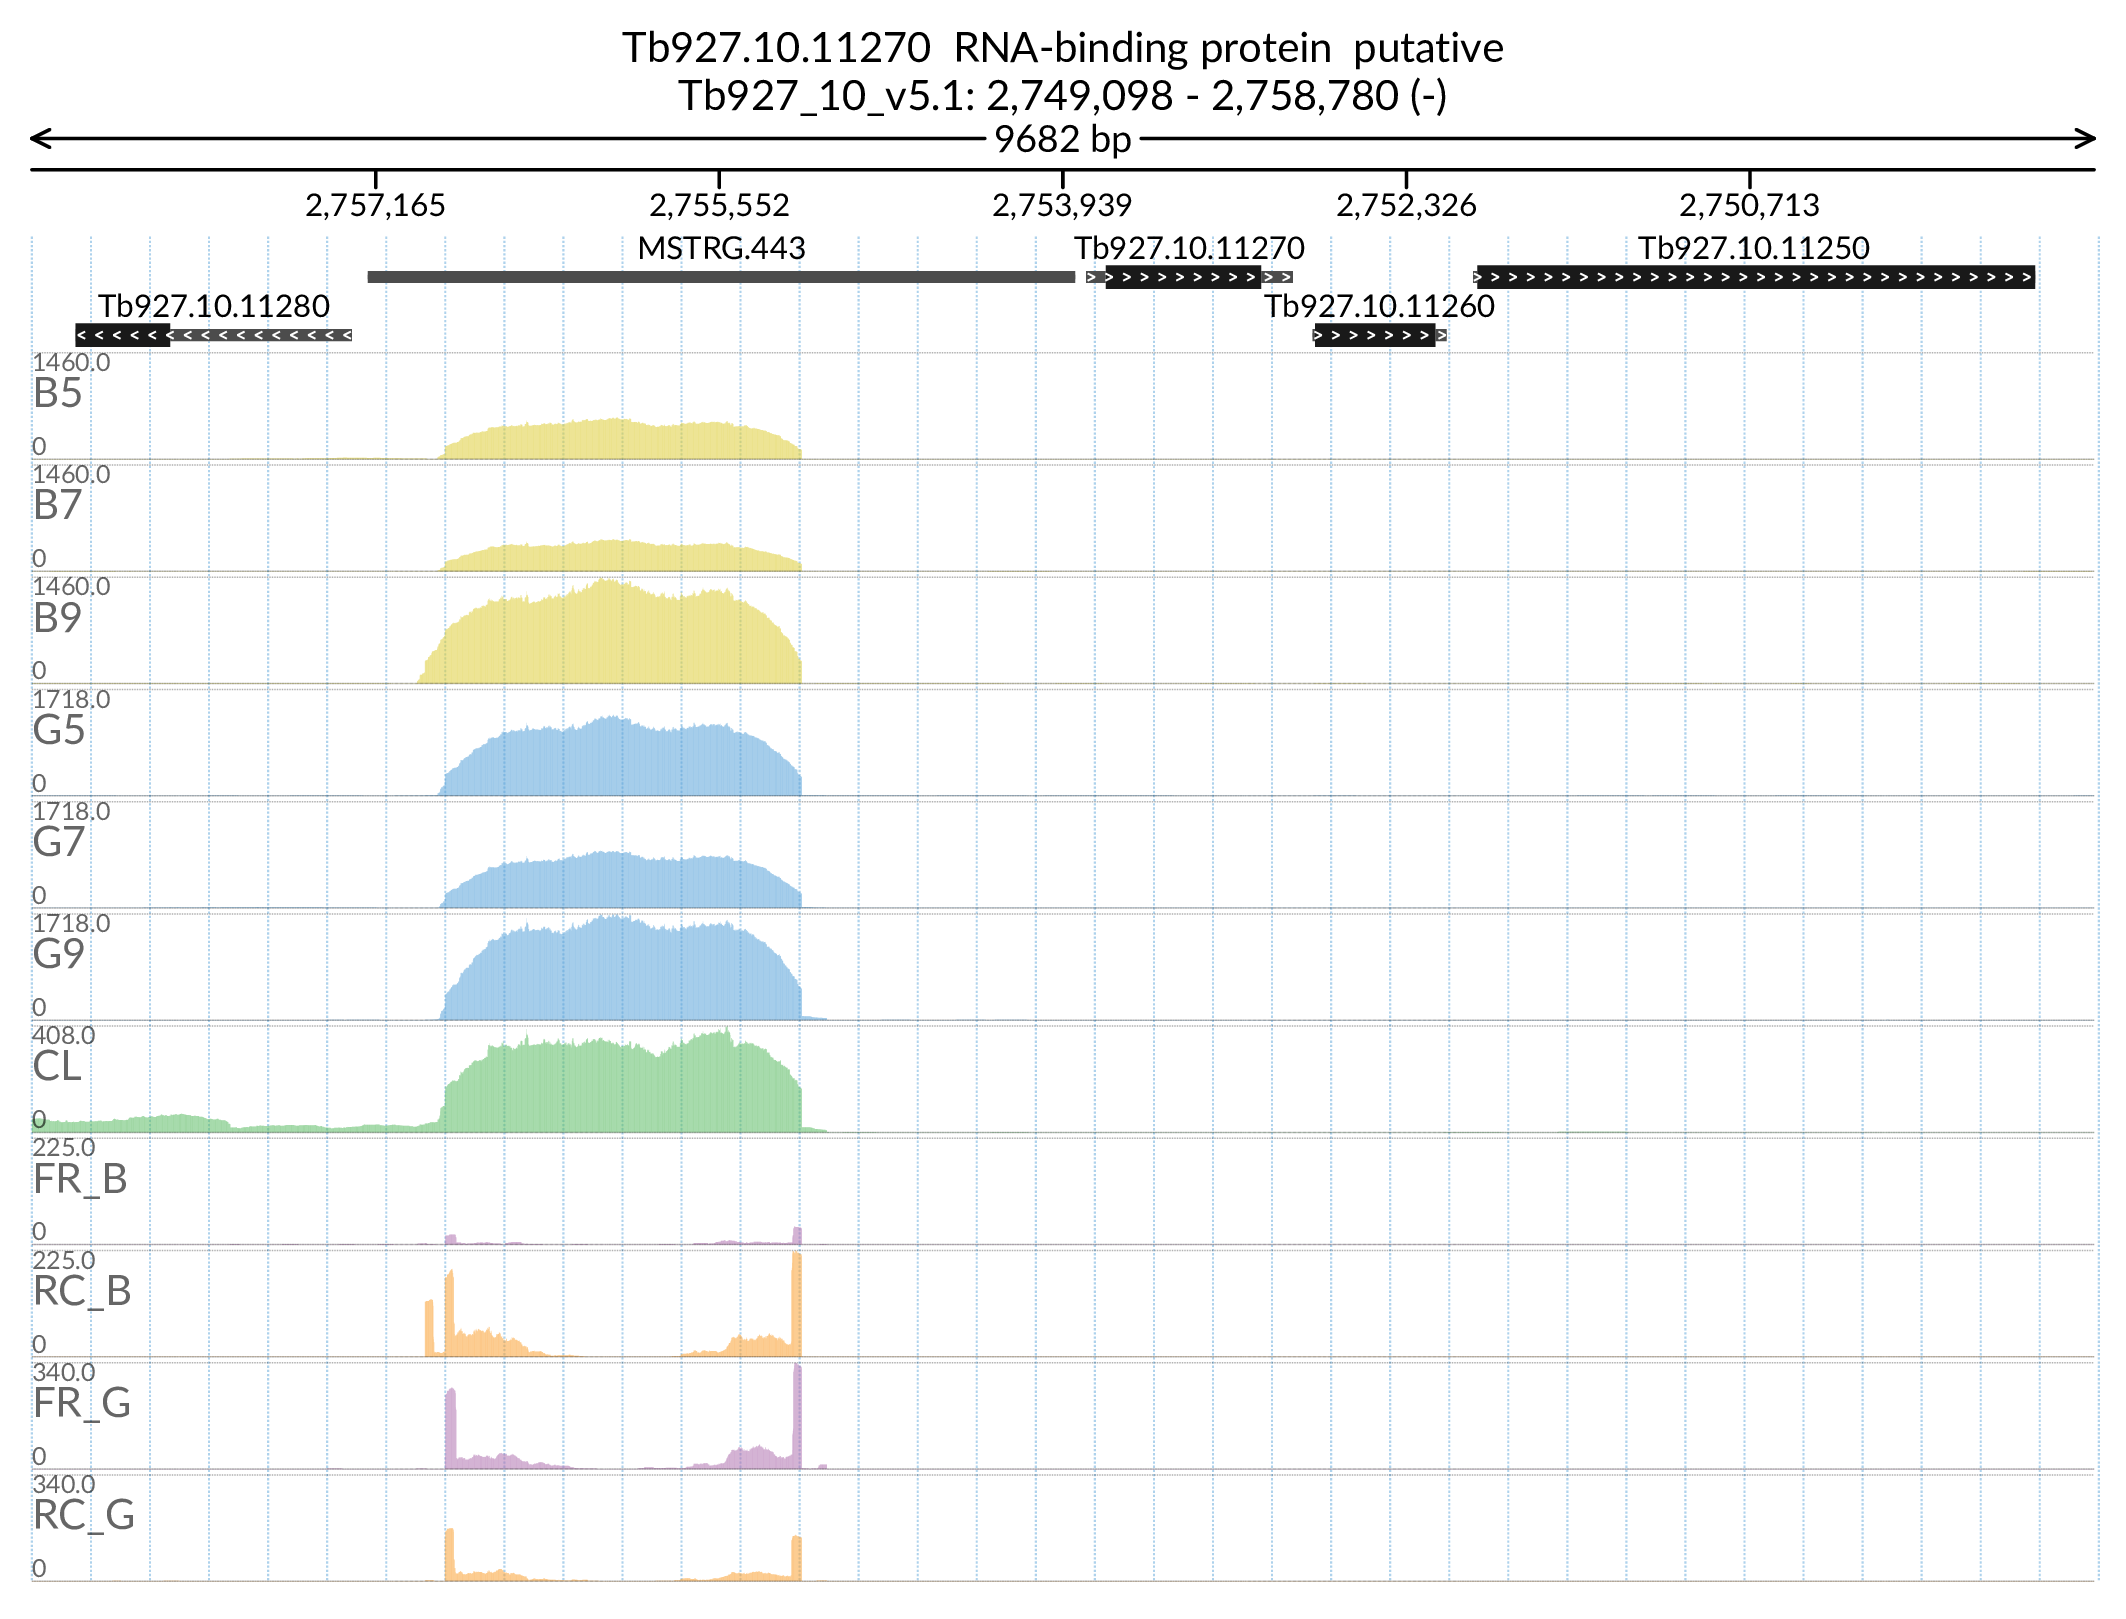 Tb927.10.11270  RNA-binding protein  putative
Tb927_10_v5.1: 2,749,098 - 2,758,780 (-)
9682 bp
2,757,165 2,755,552 2,753,939 2,752,326 2,750,713
MSTRG.443 Tb927.10.11270 Tb927.10.11250
Tb927.10.11280 Tb927.10.11260
1460.0
B5
0
1460.0
B7
0
1460.0
B9
0
1718.0
G5
0
1718.0
G7
0
1718.0
G9
0
408.0
CL
0
225.0
FR_B
0
225.0
RC_B
0
340.0
FR_G
0
340.0
RC_G
0